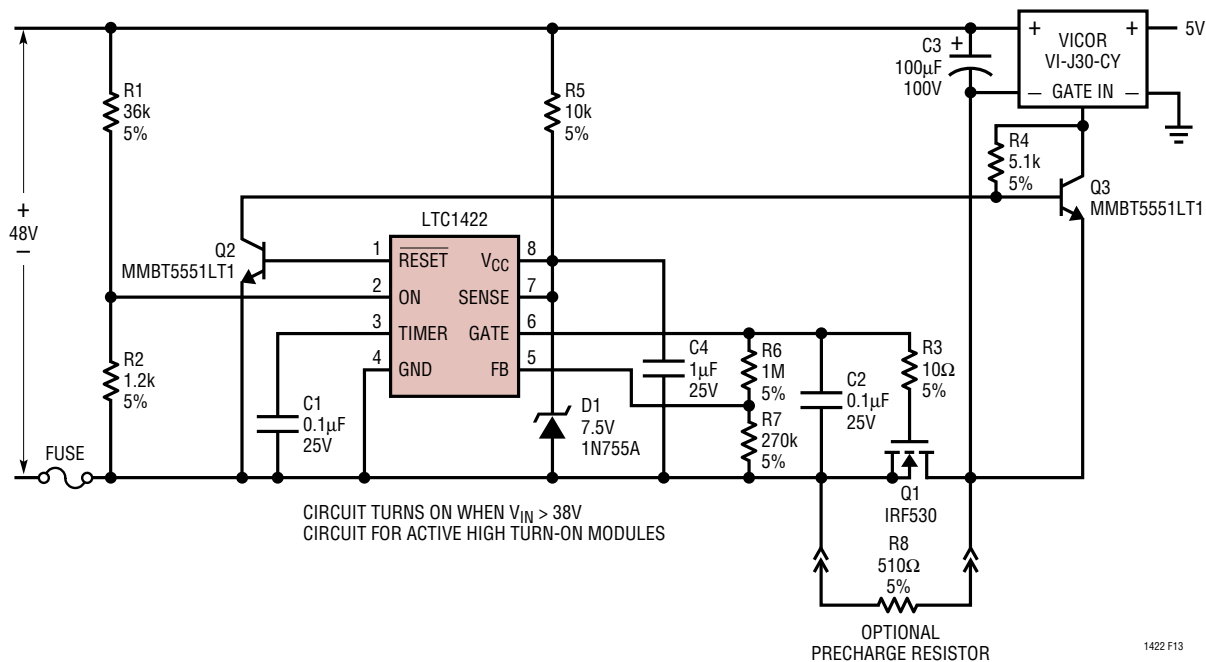 R1
36k
5%
R5
10k
5%
C3
+
100µF
100V
+
VICOR
VI-J30-CY
+
– GATE IN –
5V
R4
5.1k
5%
Q3
MMBT5551LT1
+
48V
–
Q2
MMBT5551LT1
LTC1422
1
RESET
VCC
8
2
ON
SENSE
7
3
TIMER
GATE
6
4
GND
FB
5
R2
1.2k
5%
C1
0.1µF
25V
D1
7.5V
1N755A
C4
1µF
25V
R6
1M
5%
R7
270k
5%
C2
0.1µF
25V
R3
10Ω
5%
FUSE
Q1
IRF530
CIRCUIT TURNS ON WHEN VIN > 38V
CIRCUIT FOR ACTIVE HIGH TURN-ON MODULES
R8
510Ω
5%
OPTIONAL
PRECHARGE RESISTOR
1422 F13